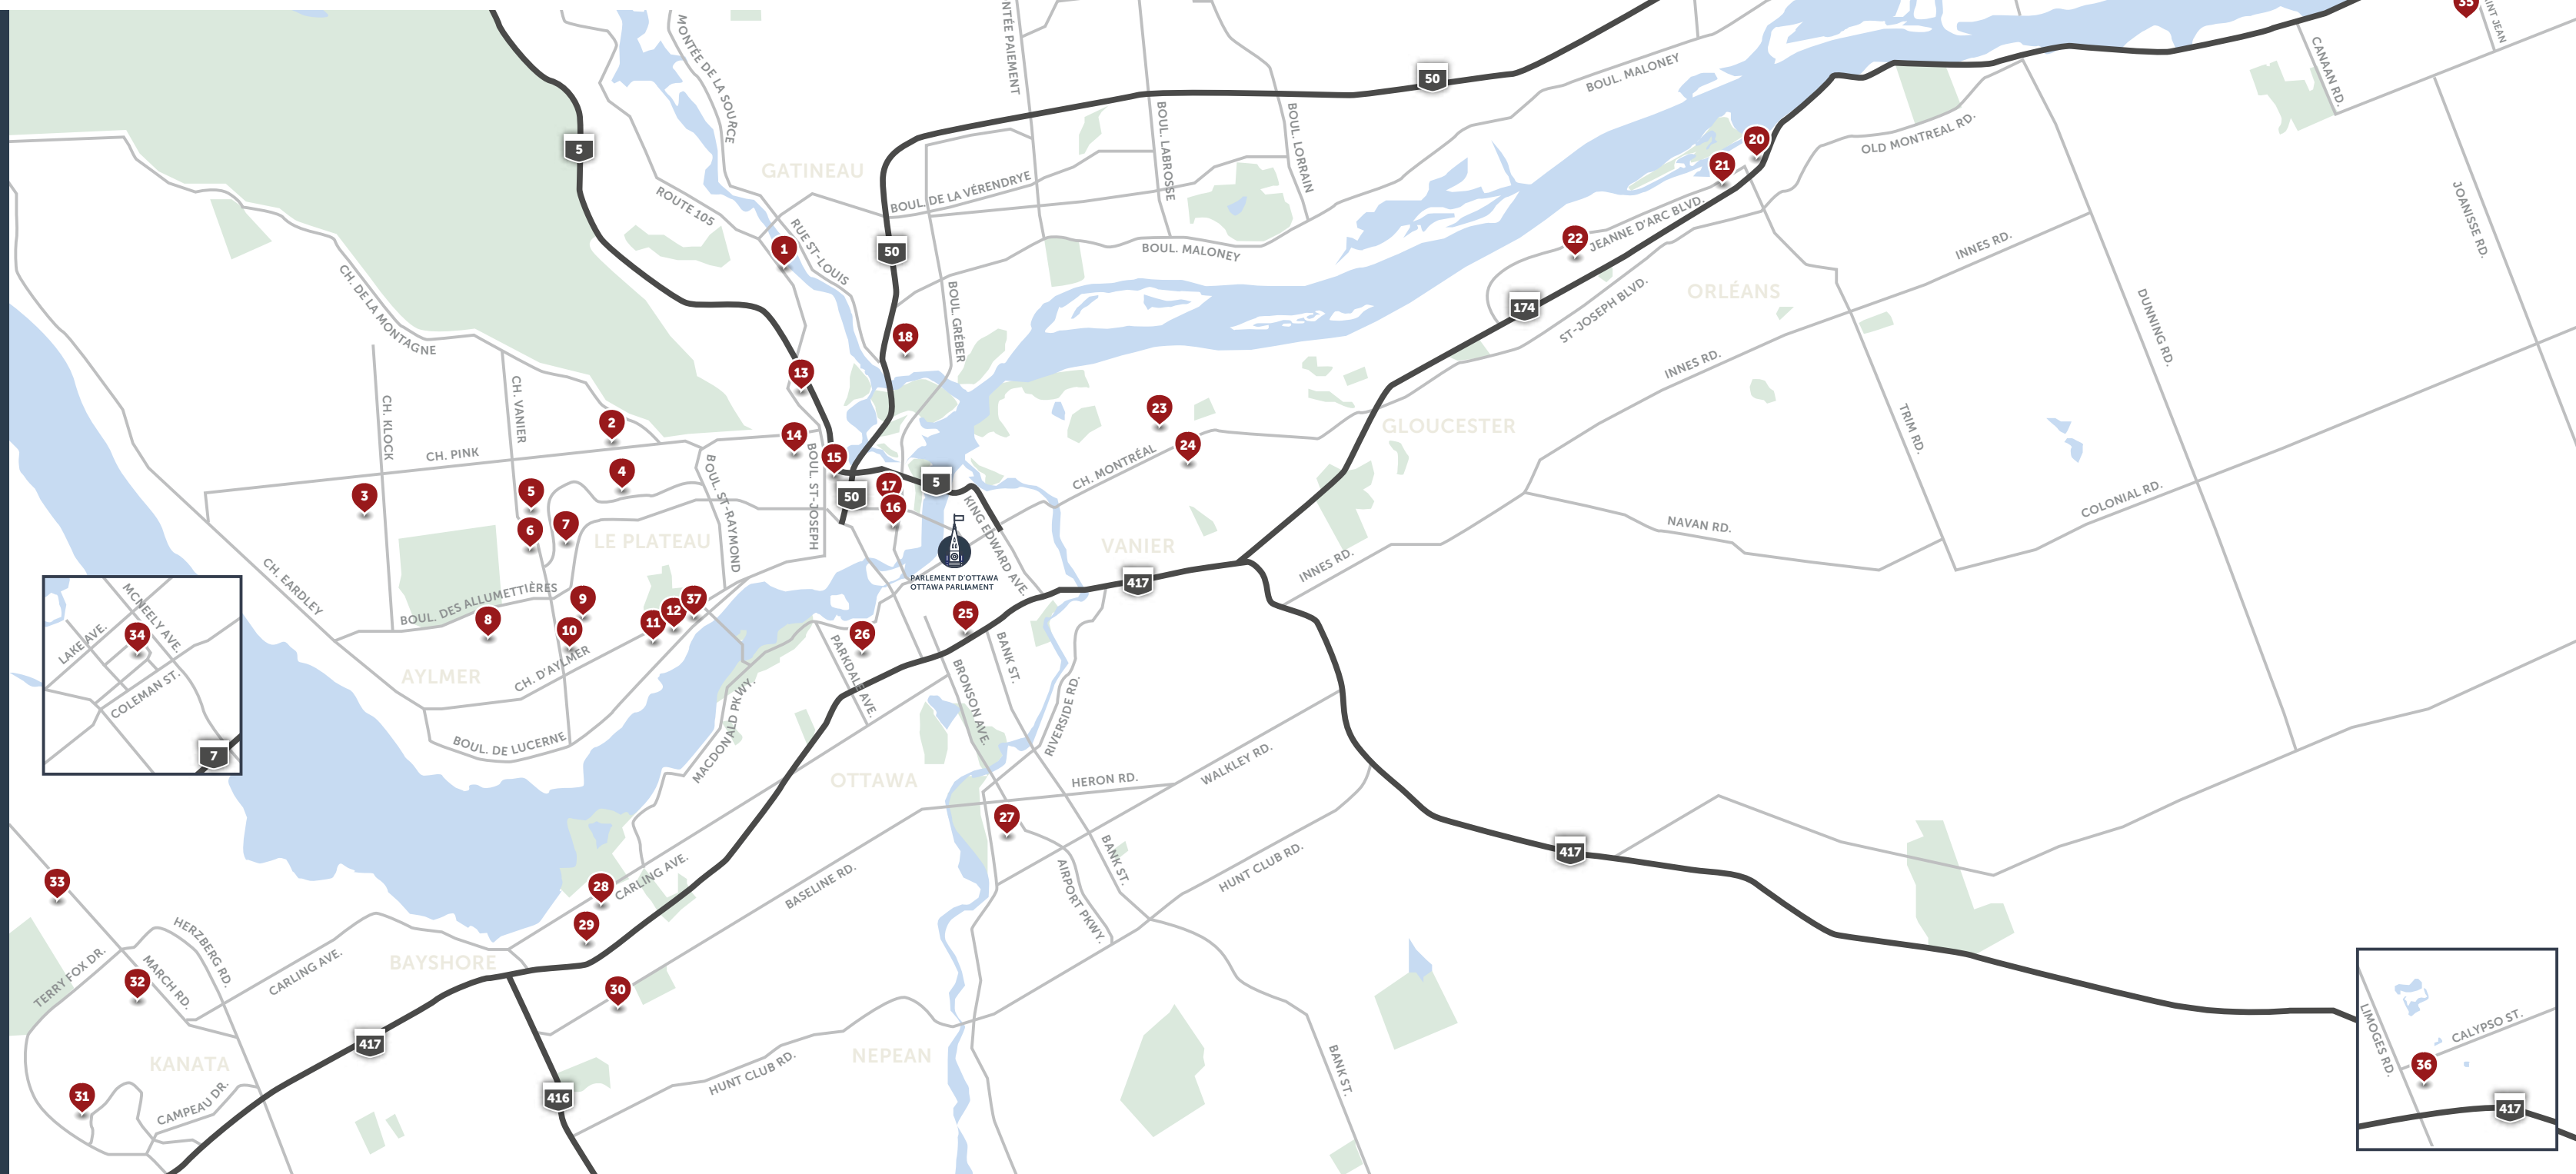 MONTÉE DE LA SOURCE
NTÉE PAIEMENT
35
INT JEAN
CANAAN RD.
50
BOUL. MALONEY
5
BOUL. LABROSSE
BOUL. LORRAIN
20
OLD MONTREAL RD.
21
GATINEAU
ROUTE 105
BOUL. DE LA VÉRENDRYE
JEANNE D'ARC BLVD.
JOANISSE RD.
1
RUE ST-LOUIS
50
BOUL. MALONEY
22
INNES RD.
CH. DE LA MONTAGNE
BOUL. GRÉBER
174
ST-JOSEPH BLVD.
ORLÉANS
DUNNING RD.
18
13
INNES RD.
CH. KLOCK
CH. VANIER
2
14
23
GLOUCESTER
TRIM RD.
CH. PINK
4
BOUL. ST-RAYMOND
BOUL. ST-JOSEPH
15
24
CH. MONTRÉAL
3
5
17
5
50
16
KING EDWARD AVE.
COLONIAL RD.
6
7
LE PLATEAU
NAVAN RD.
VANIER
INNES RD.
PARLEMENT D'OTTAWA
OTTAWA PARLIAMENT
417
CH. EARDLEY
BOUL. DES ALLUMETTIÈRES
9
8
10
11
12
37
25
26
MCNEELY AVE.
34
LAKE AVE.
COLEMAN ST.
7
AYLMER
CH. D'AYLMER
PARKDALE AVE.
BRONSON AVE.
BANK ST.
RIVERSIDE RD.
BOUL. DE LUCERNE
MACDONALD PKWY.
OTTAWA
HERON RD.
WALKLEY RD.
27
417
33
28
CARLING AVE.
BASELINE RD.
AIRPORT PKWY.
BANK ST.
HUNT CLUB RD.
29
HERZBERG RD.
BAYSHORE
TERRY FOX DR.
32
MARCH RD.
CARLING AVE.
30
417
KANATA
NEPEAN
HUNT CLUB RD.
BANK ST.
31
CAMPEAU DR.
416
LIMOGES RD.
CALYPSO ST.
36
417